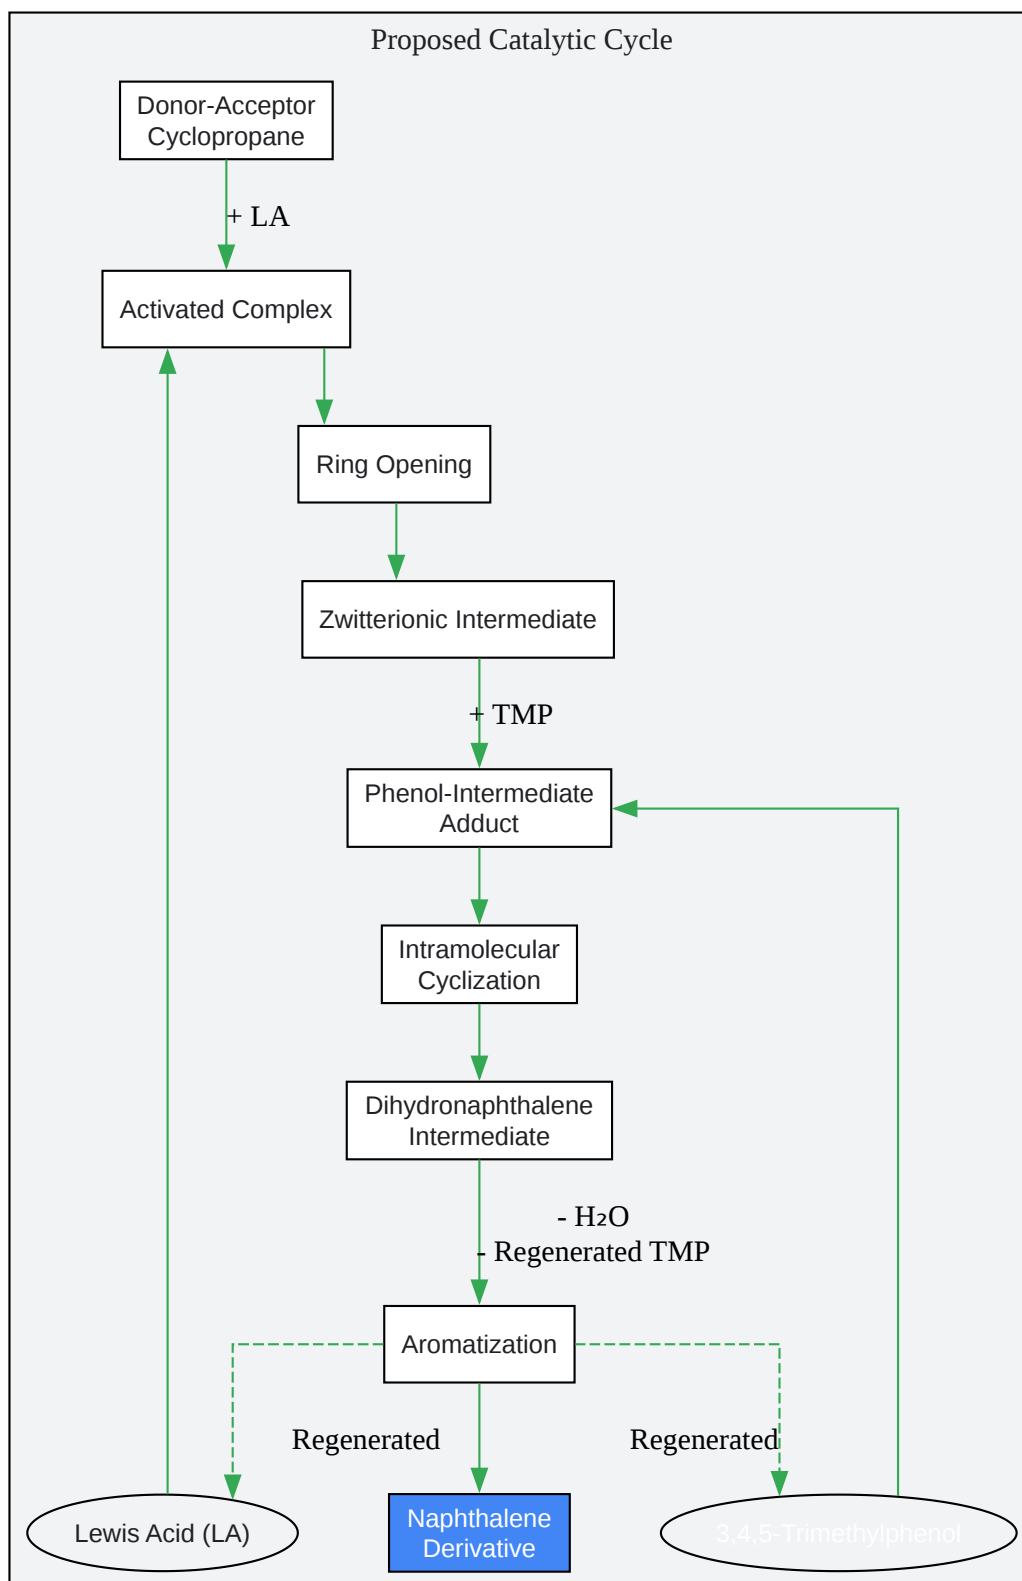 Proposed Catalytic Cycle
Donor-Acceptor
Cyclopropane
+ LA
Activated Complex
Ring Opening
Zwitterionic Intermediate
+ TMP
Phenol-Intermediate
Adduct
Intramolecular
Cyclization
Dihydronaphthalene
Intermediate
- H₂O
- Regenerated TMP
Aromatization
Regenerated
Regenerated
Lewis Acid (LA)
Naphthalene
Derivative
3,4,5-Trimethylphenol